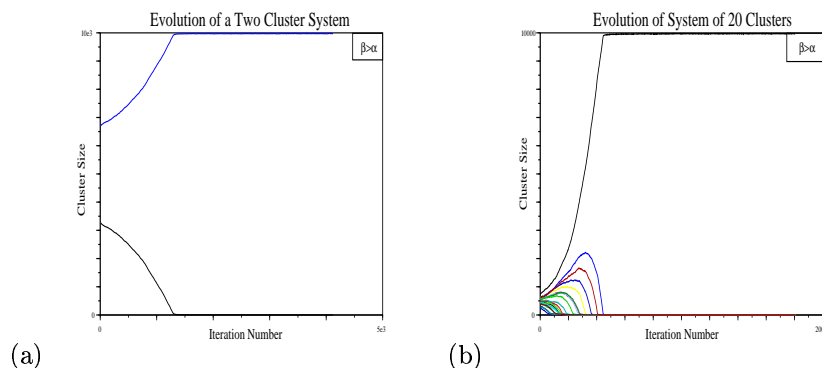 Evolution of a Two Cluster System
10e3
β>α
Cluster Size
0
0
5e3
Iteration Number
(a)
Evolution of System of 20 Clusters
10000
β>α
Cluster Size
0
0
Iteration Number
(b)